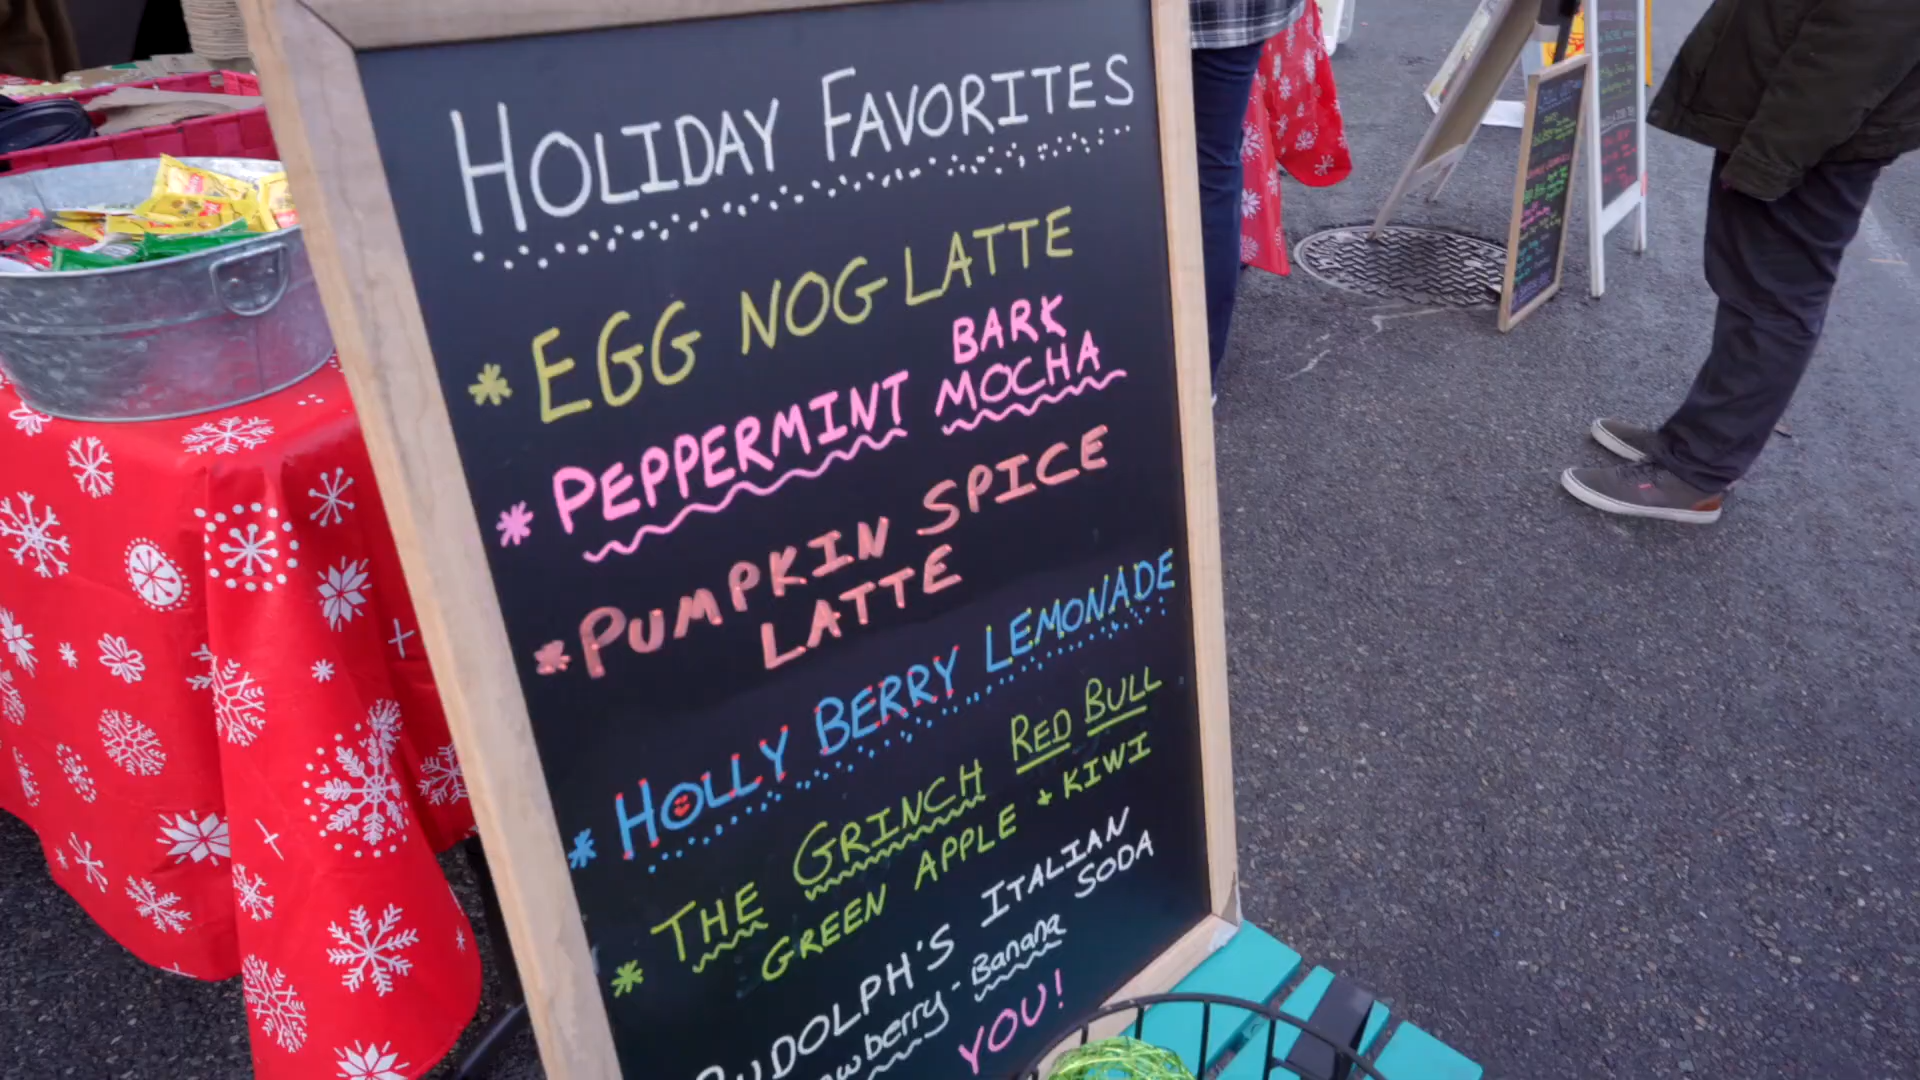 HOLIDAY FAVORITES
* EGG NOG LATTE
* PEPPERMINT BARK MOCHA
* PUMPKIN SPICE
LATTE
* HOLLY BERRY LEMONADE
* THE GRINCH RED BULL
GREEN APPLE + KIWI
ITALIAN
SODA
Banana
YOU!